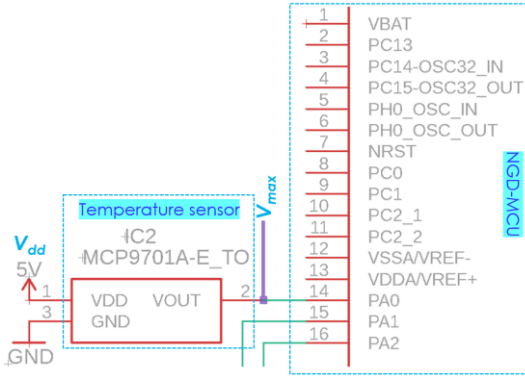 1 VBAT
2 PC13
3 PC14-OSC32_IN
4 PC15-OSC32_OUT
5 PH0_OSC_IN
6 PH0_OSC_OUT
7 NRST
8 PC0
9 PC1
10 PC2_1
11 PC2_2
12 VSSA/VREF-
13 VDDA/VREF+
14 PA0
15 PA1
16 PA2
NGD-MCU
Vmax
Temperature sensor
IC2
MCP9701A-E_TO
Vdd
5V
1 VDD VOUT 2
3 GND
GND